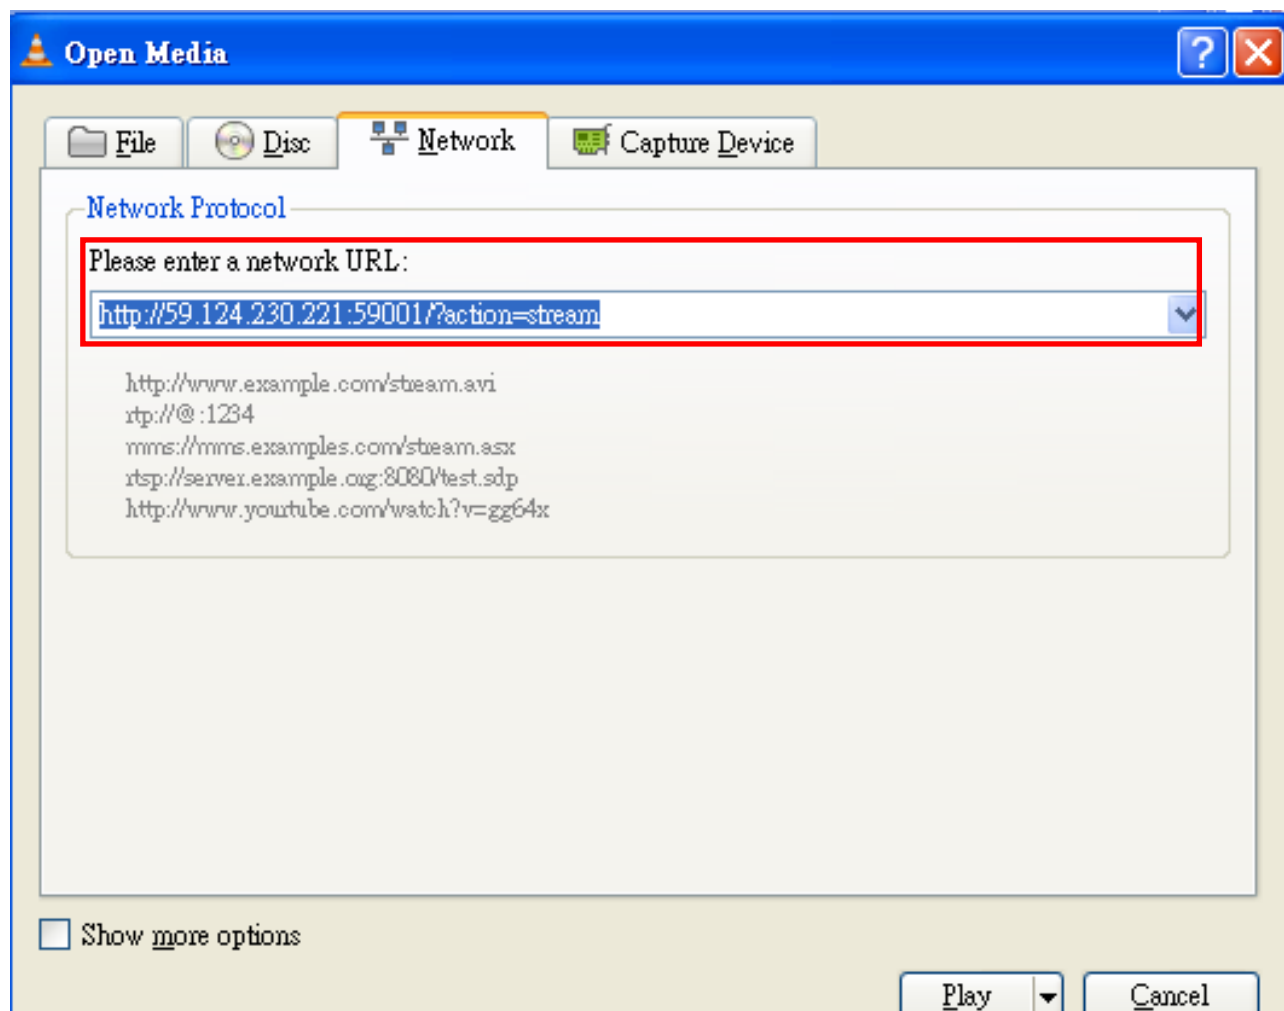 Open Media
File Disc Network Capture Device
Network Protocol
Please enter a network URL:
http://59.124.230.221:59001/?action=stream
http://www.example.com/stream.avi
rtp://@:1234
mms://mms.examples.com/stream.asx
rtsp://server.example.org:8080/test.sdp
http://www.yourtube.com/watch?v=gg64x
Show more options
Play Cancel